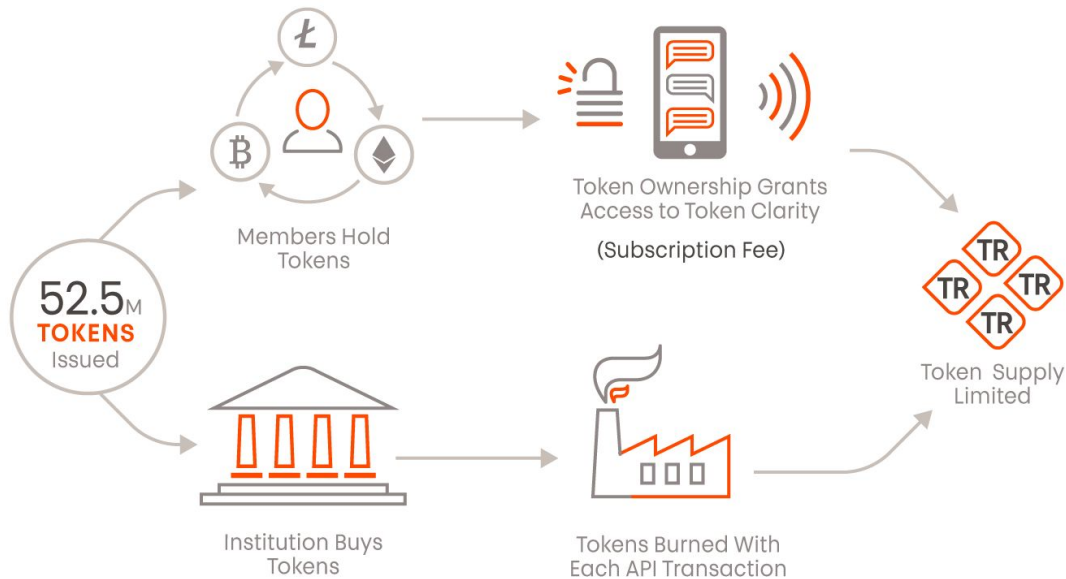 52.5M
TOKENS
Issued
Members Hold
Tokens
Token Ownership Grants
Access to Token Clarity
(Subscription Fee)
Institution Buys
Tokens
Tokens Burned With
Each API Transaction
TR
TR
TR
TR
Token Supply
Limited